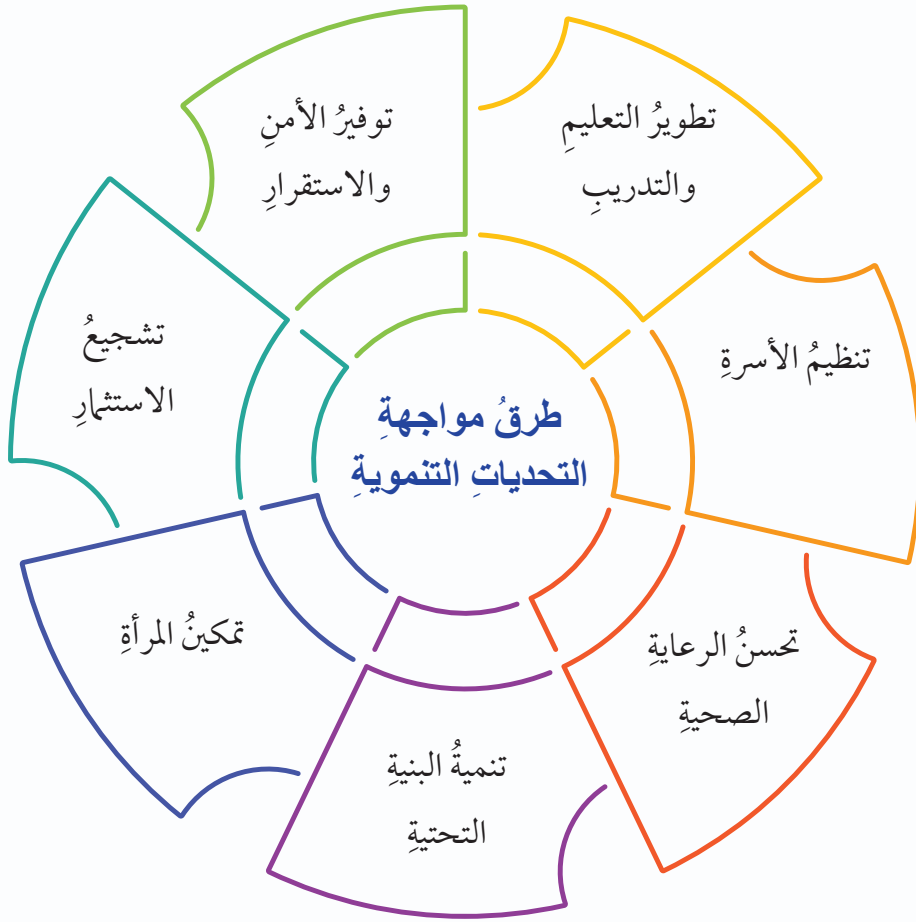 طرقُ مواجهةِ
التحدياتِ التنمويةِ
تطويرُ التعليمِ
والتدريبِ
تنظيمُ الأسرةِ
تحسنُ الرعايةِ
الصحيةِ
تنميةُ البنيةِ
التحتيةِ
تمكينُ المرأةِ
تشجيعُ
الاستثمارِ
توفيرُ الأمنِ
والاستقرارِ